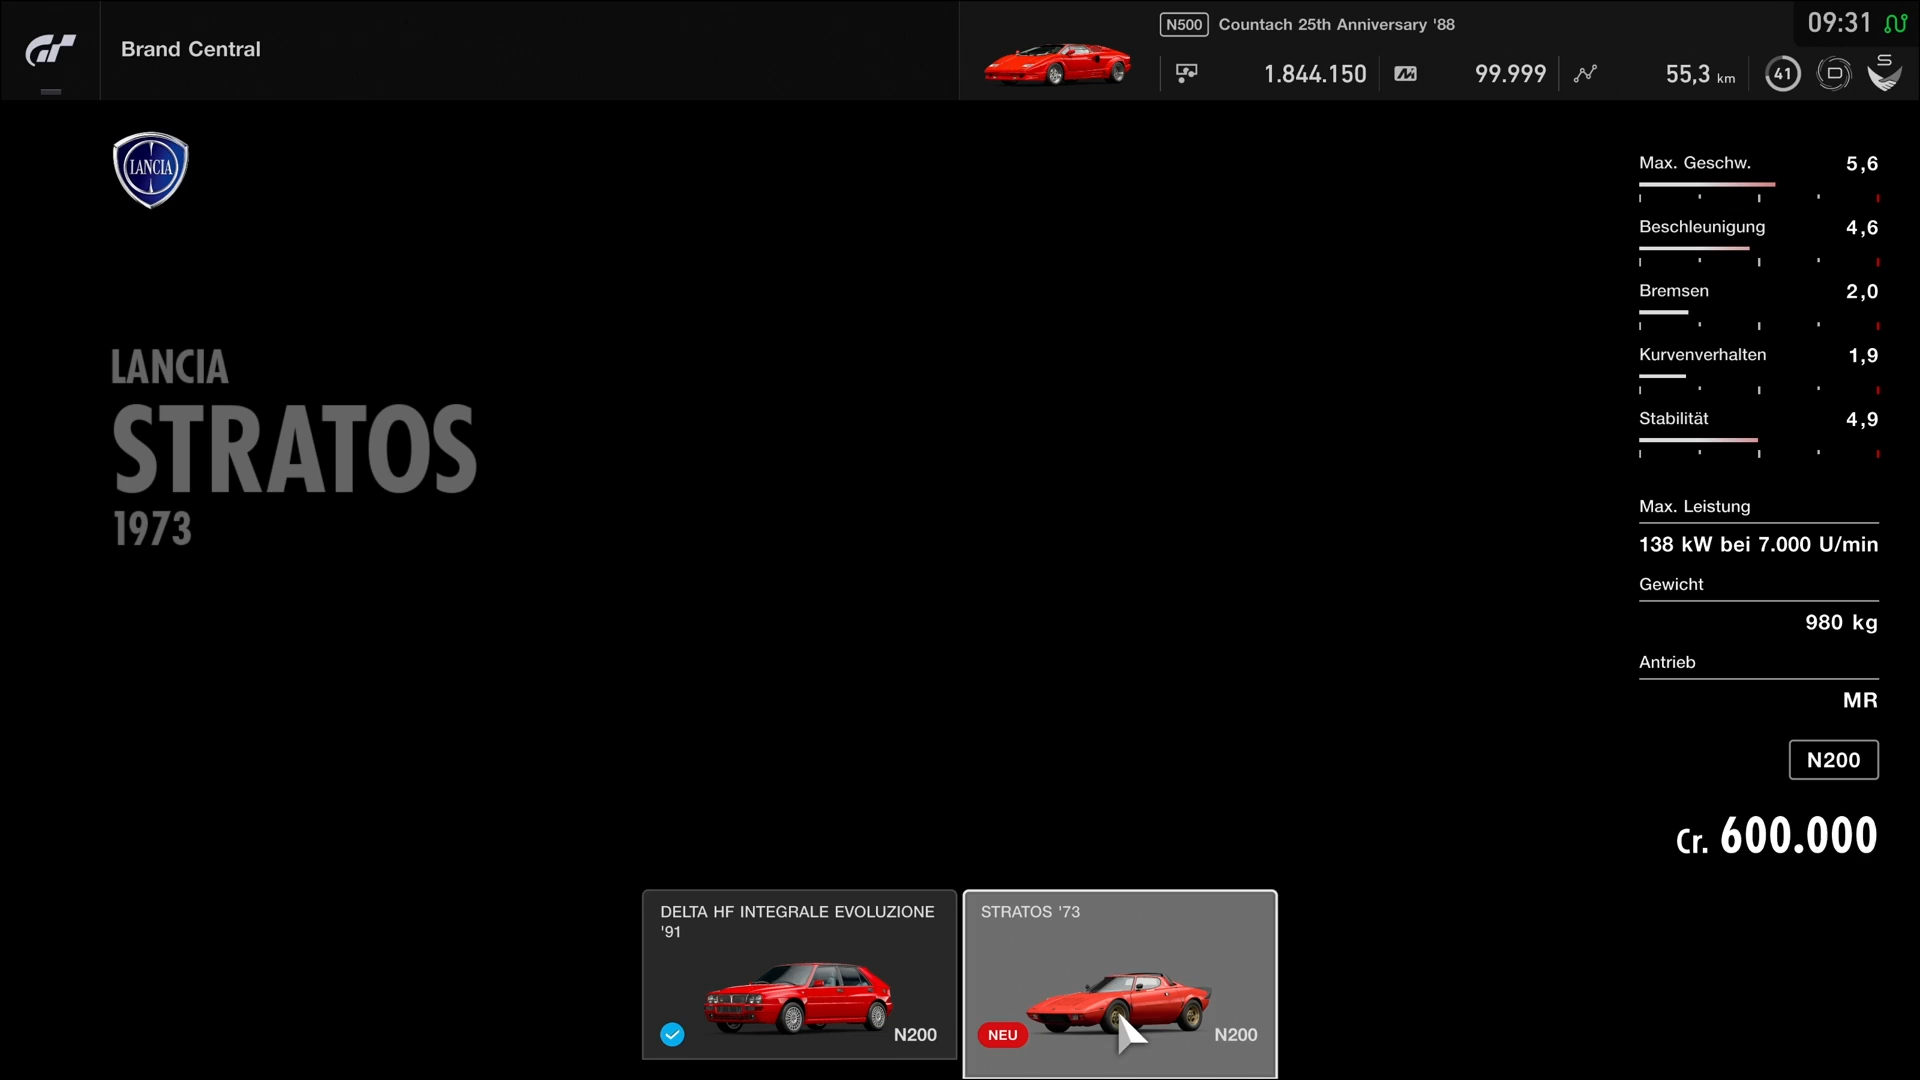 Brand Central
N500 Countach 25th Anniversary '88
1.844.150
99.999
55,3 km
41
D
S
09:31
LANCIA
LANCIA
STRATOS
1973
Max. Geschw. 5,6
Beschleunigung 4,6
Bremsen 2,0
Kurvenverhalten 1,9
Stabilität 4,9
Max. Leistung
138 kW bei 7.000 U/min
Gewicht
980 kg
Antrieb
MR
N200
Cr. 600.000
DELTA HF INTEGRALE EVOLUZIONE
'91
N200
STRATOS '73
NEU
N200